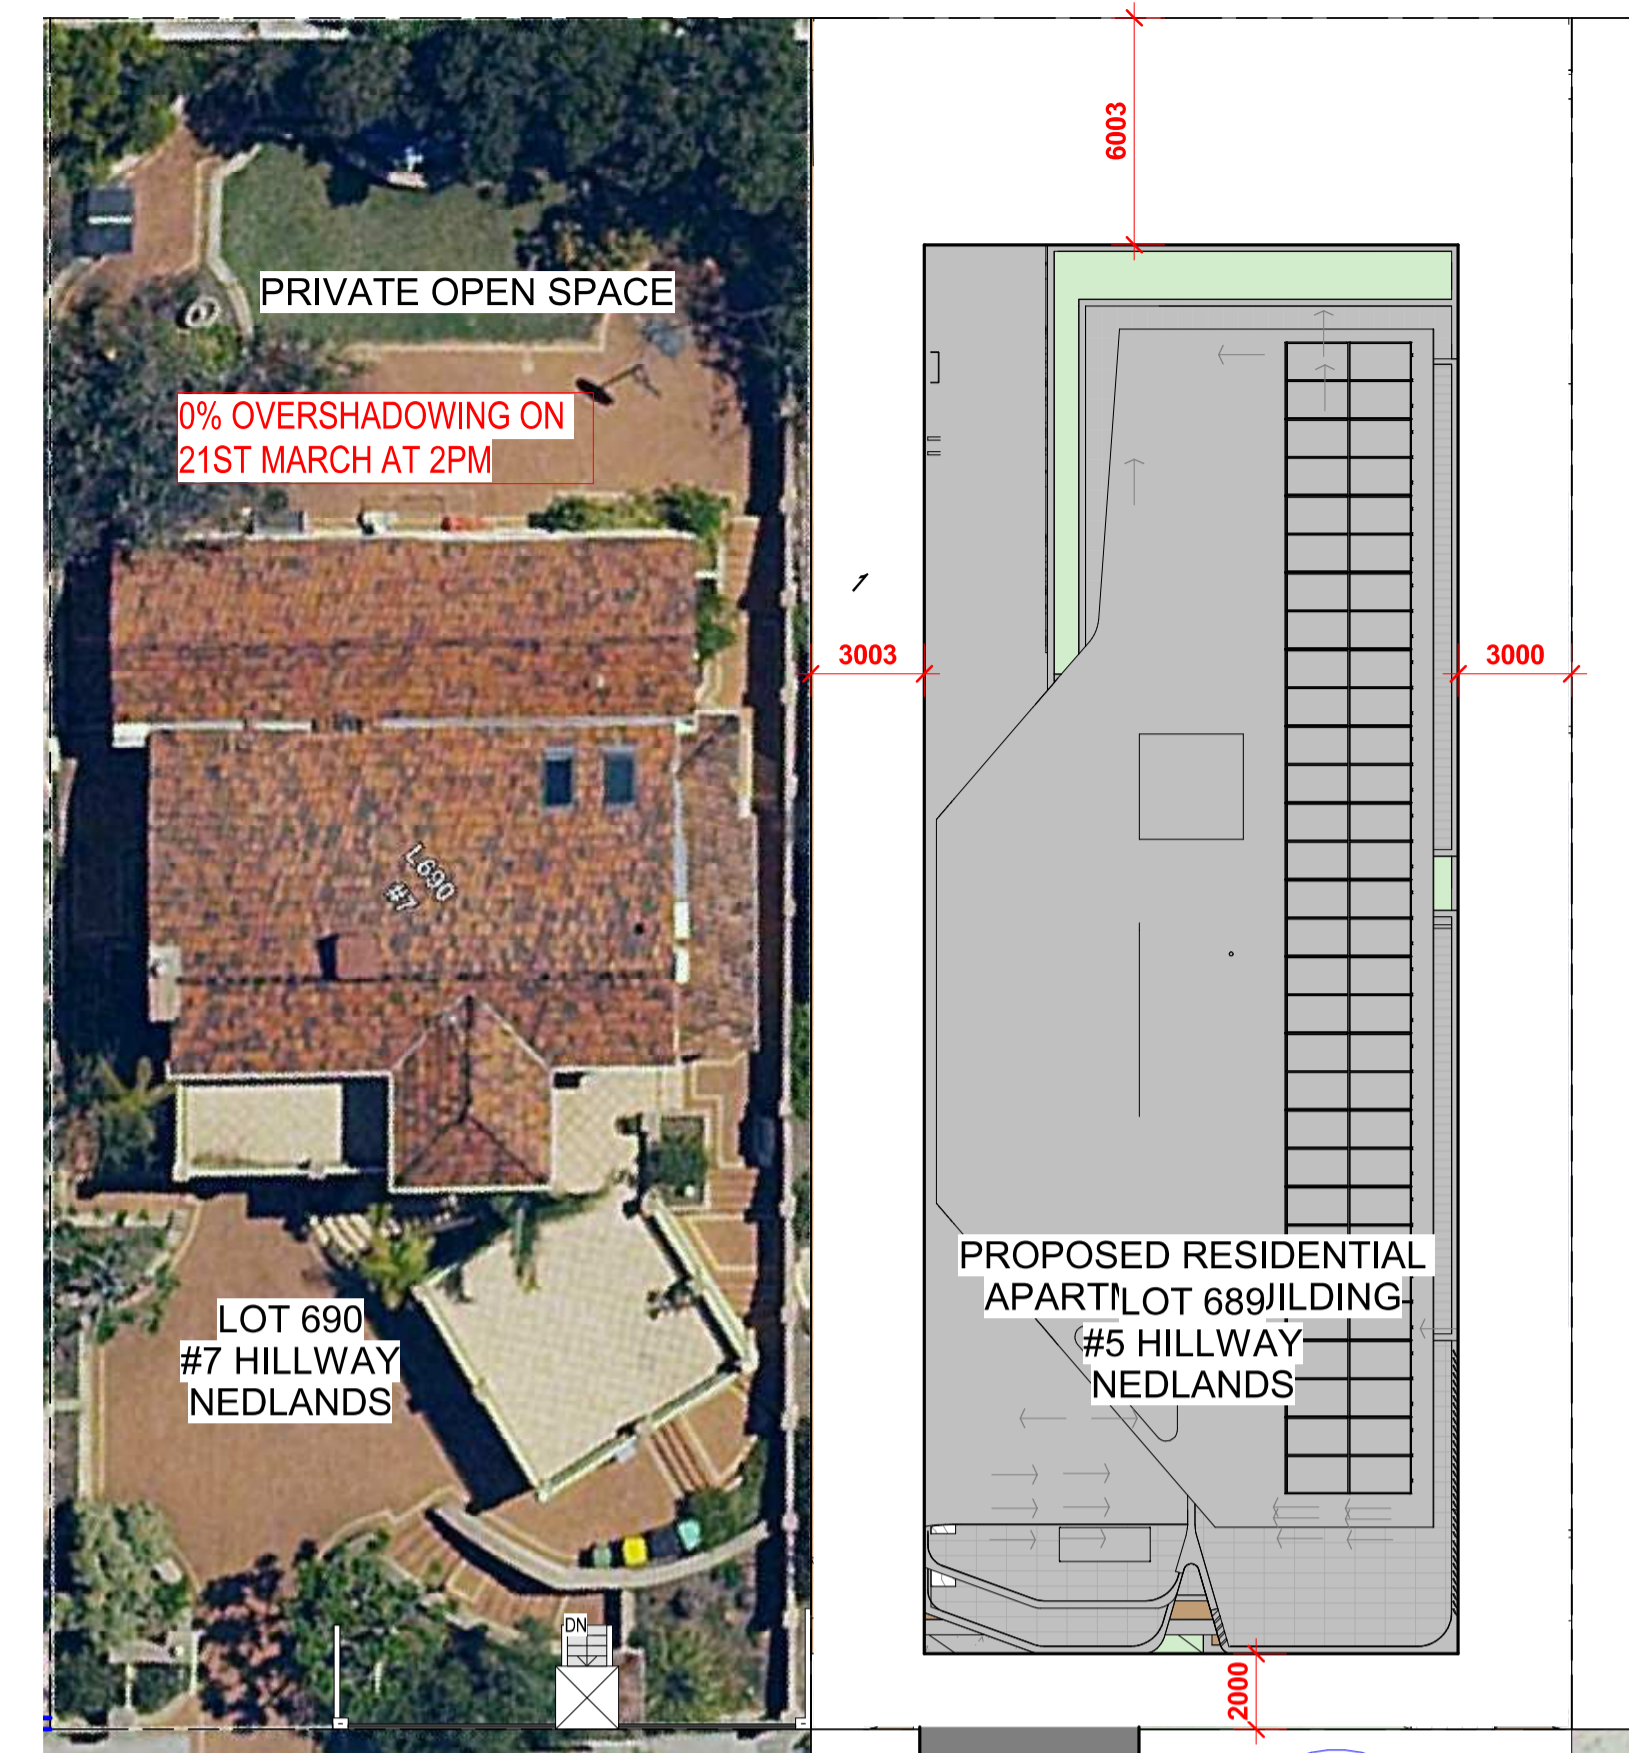 6003
PRIVATE OPEN SPACE
0% OVERSHADOWING ON
21ST MARCH AT 2PM
3003
3000
L690
#7
PROPOSED RESIDENTIAL
LOT 689
#5 HILLWAY
NEDLANDS
LOT 690
#7 HILLWAY
NEDLANDS
DN
2000